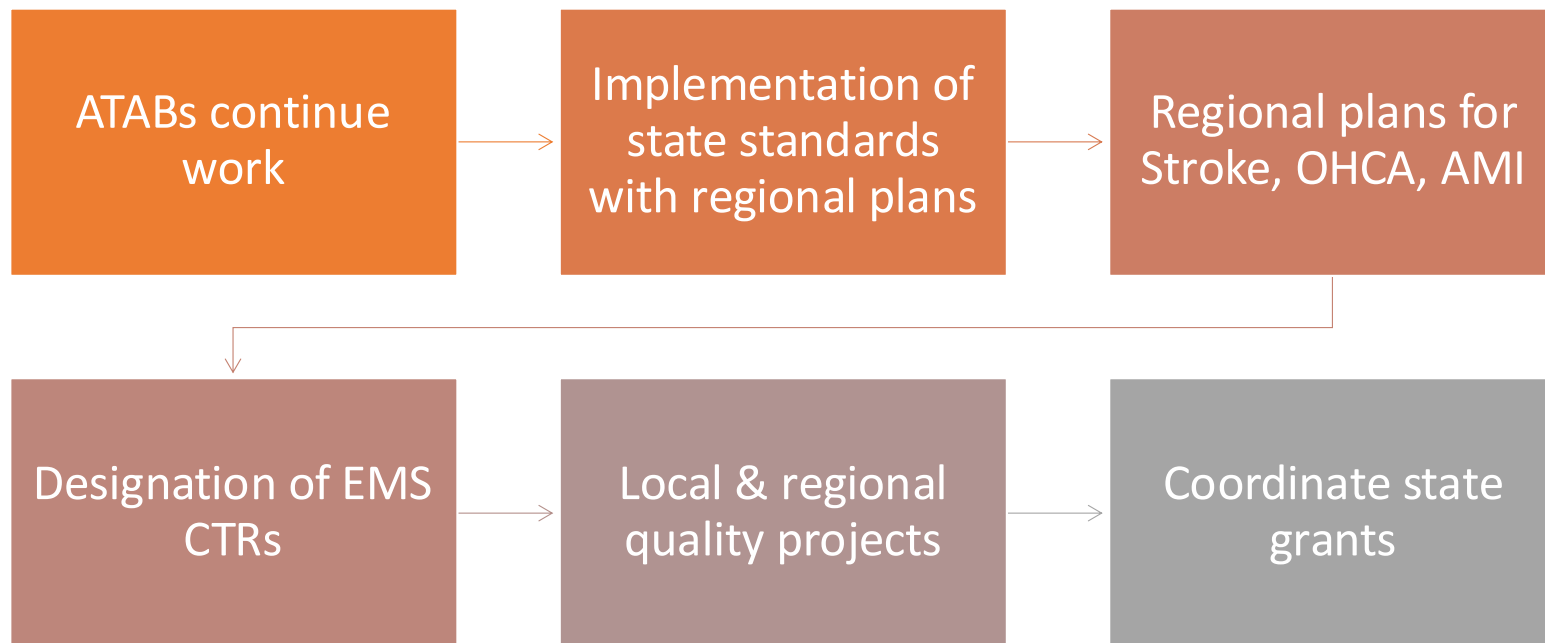 ATABs continue
work
Implementation of
state standards
with regional plans
Regional plans for
Stroke, OHCA, AMI
Designation of EMS
CTRs
Local & regional
quality projects
Coordinate state
grants